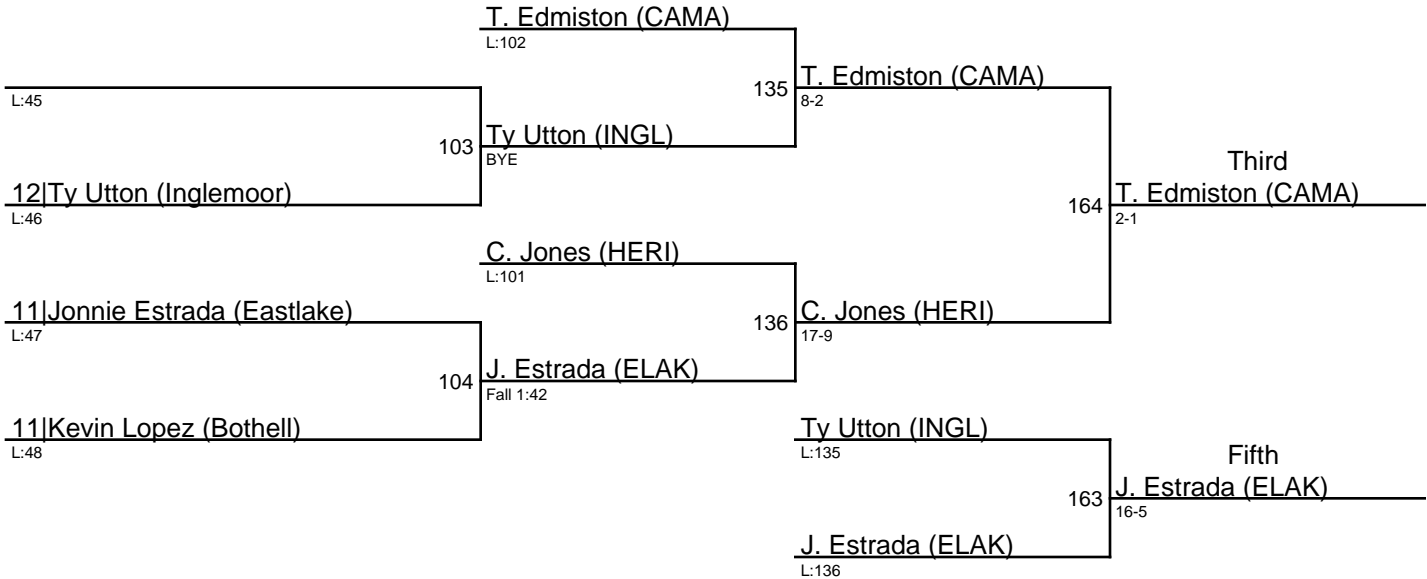 T. Edmiston (CAMA)
L:102
135
T. Edmiston (CAMA)
8-2
L:45
103
Ty Utton (INGL)
BYE
12|Ty Utton (Inglemoor)
L:46
164
Third
T. Edmiston (CAMA)
2-1
C. Jones (HERI)
L:101
11|Jonnie Estrada (Eastlake)
L:47
136
C. Jones (HERI)
17-9
104
J. Estrada (ELAK)
Fall 1:42
11|Kevin Lopez (Bothell)
L:48
Ty Utton (INGL)
L:135
163
Fifth
J. Estrada (ELAK)
16-5
J. Estrada (ELAK)
L:136